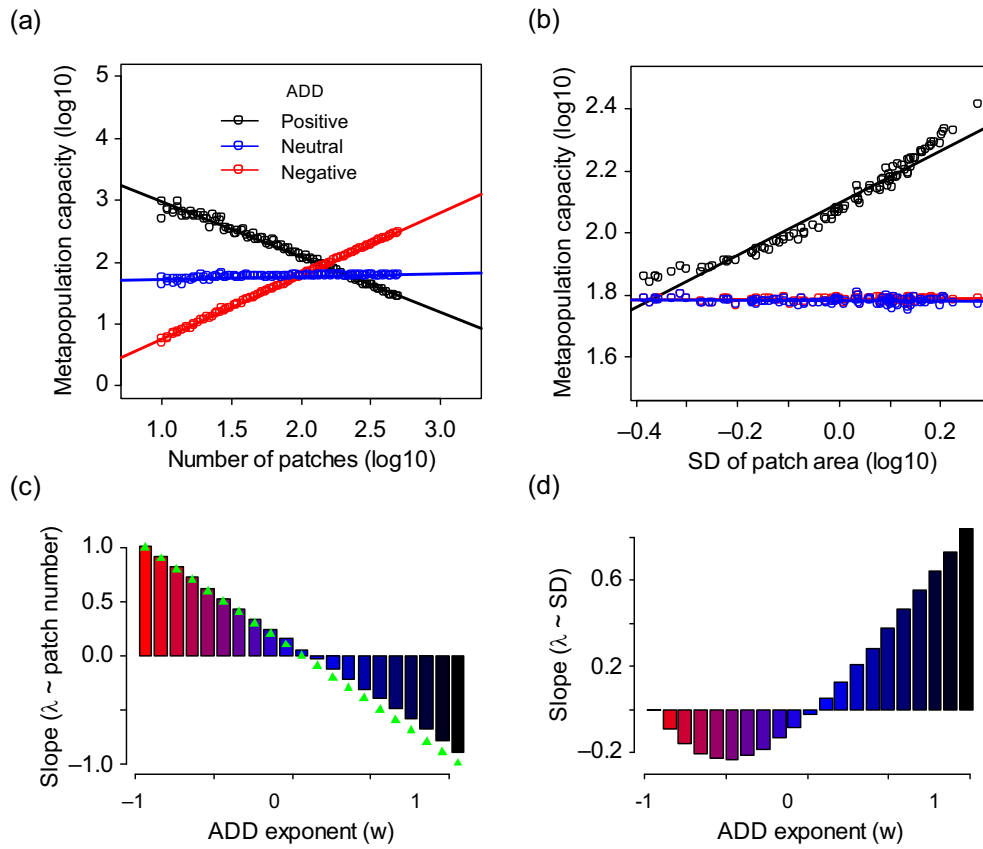 (a)
Metapopulation capacity (log10)
5
4
3
2
1
0
ADD
Positive
Neutral
Negative
1.0 1.5 2.0 2.5 3.0
Number of patches (log10)
(b)
Metapopulation capacity (log10)
2.4
2.2
2.0
1.8
1.6
−0.4 −0.2 0.0 0.2
SD of patch area (log10)
(c)
Slope (λ ~ patch number)
1.0
0.5
0.0
−1.0
−1 0 1
ADD exponent (w)
(d)
Slope (λ ~ SD)
0.6
0.2
−0.2
-1 0 1
ADD exponent (w)